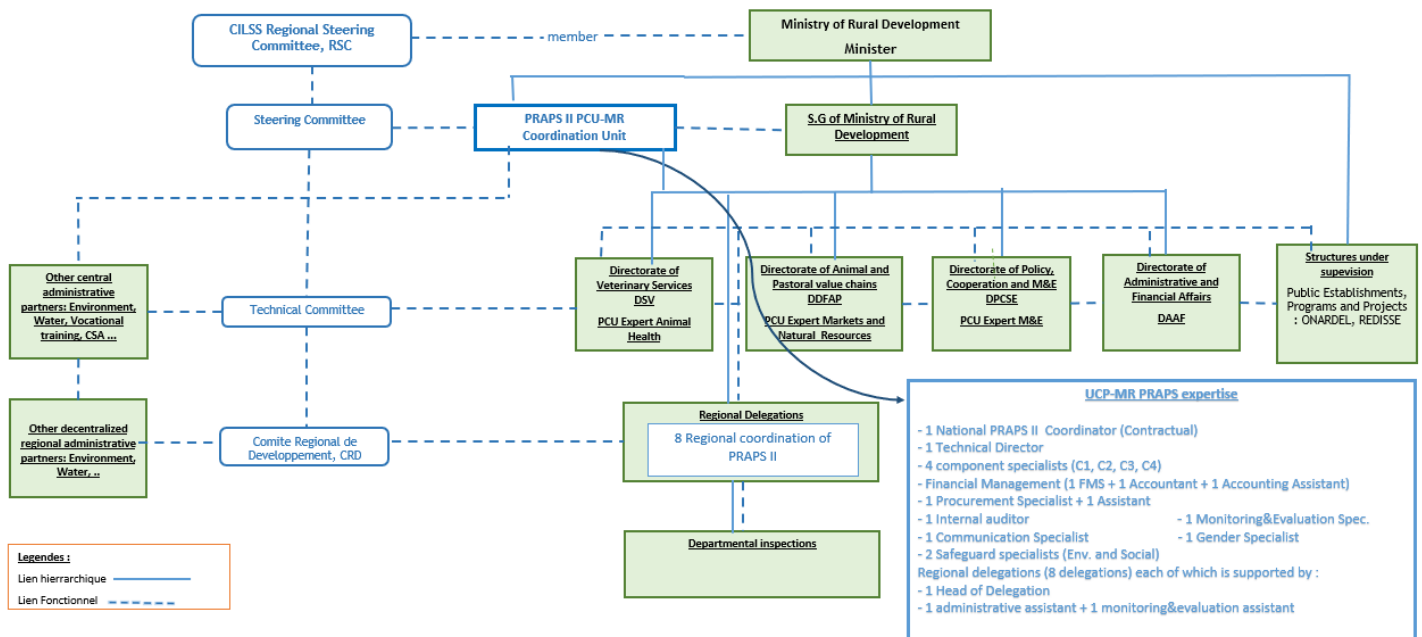 CILSS Regional Steering
Committee, RSC
member
Ministry of Rural Development
Minister
Steering Committee
PRAPS II PCU-MR
Coordination Unit
S.G of Ministry of Rural
Development
Other central
administrative
partners: Environment,
Water, Vocational
training, CSA ...
Technical Committee
Directorate of
Veterinary Services
DSV
PCU Expert Animal
Health
Directorate of Animal and
Pastoral value chains
DDFAP
PCU Expert Markets and
Natural Resources
Directorate of Policy,
Cooperation and M&E
DPCSE
PCU Expert M&E
Directorate of
Administrative and
Financial Affairs
DAAF
Structures under
supervision
Public Establishments,
Programs and Projects
: ONARDEL, REDISSE
Other decentralized
regional administrative
partners: Environment,
Water, ..
Comite Regional de
Developpement, CRD
Regional Delegations
8 Regional coordination of
PRAPS II
Departmental inspections
UCP-MR PRAPS expertise
- 1 National PRAPS II Coordinator (Contractual)
- 1 Technical Director
- 4 component specialists (C1, C2, C3, C4)
- Financial Management (1 FMS + 1 Accountant + 1 Accounting Assistant)
- 1 Procurement Specialist + 1 Assistant
- 1 Internal auditor - 1 Monitoring&Evaluation Spec.
- 1 Communication Specialist - 1 Gender Specialist
- 2 Safeguard specialists (Env. and Social)
Regional delegations (8 delegations) each of which is supported by :
- 1 Head of Delegation
- 1 administrative assistant + 1 monitoring&evaluation assistant
Legendes :
Lien hierarchique
Lien Fonctionnel